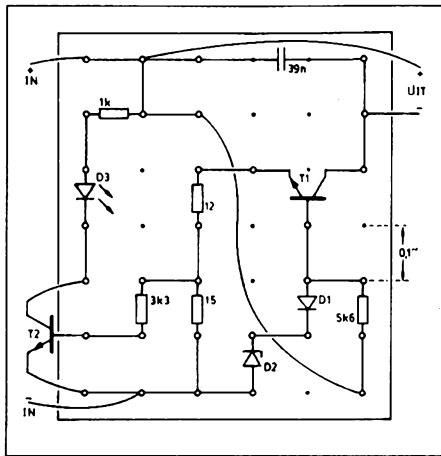 +
IN
39n
+
UIT
−
1k
T1
D3
12
0,1~
3k3
15
D1
5k6
T2
D2
−
IN